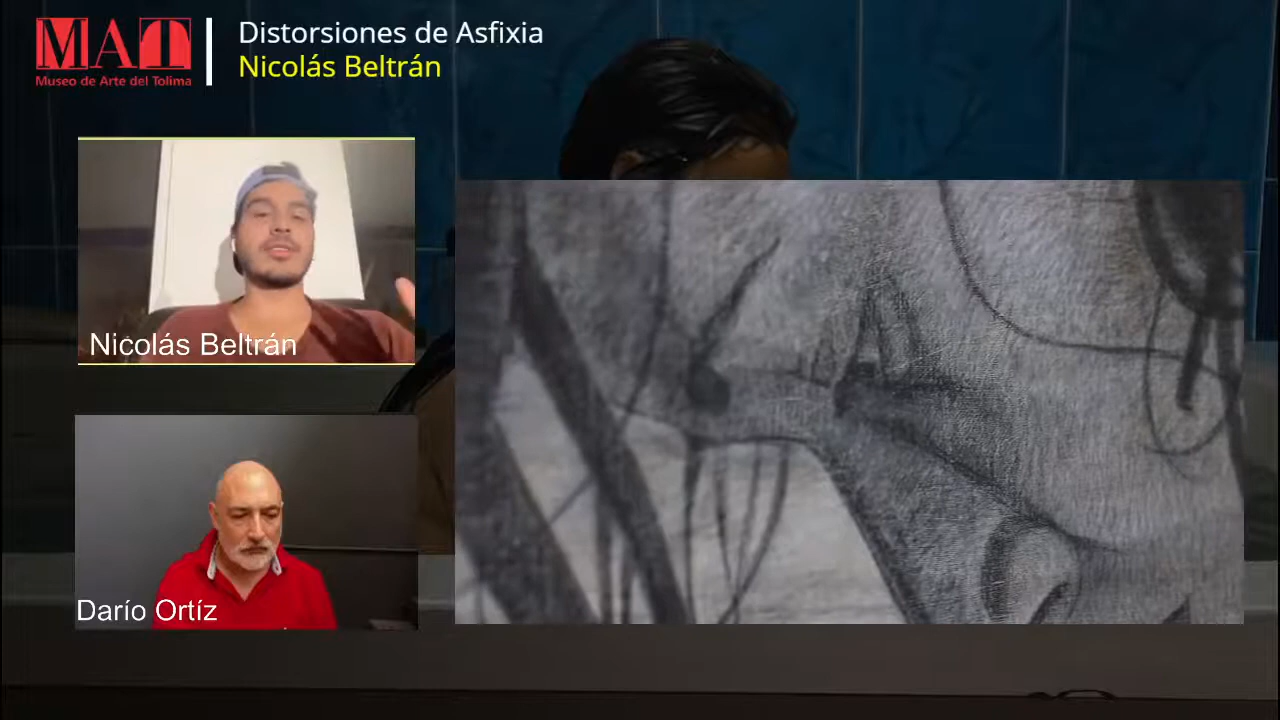 MAT
Museo de Arte del Tolima
Distorsiones de Asfixia
Nicolás Beltrán
Nicolás Beltrán
Darío Ortíz